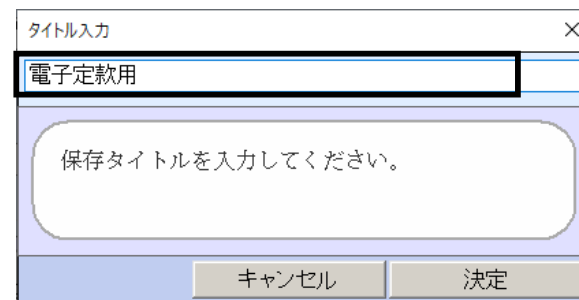 タイトル入力
電子定款用
保存タイトルを入力してください。
キャンセル
決定